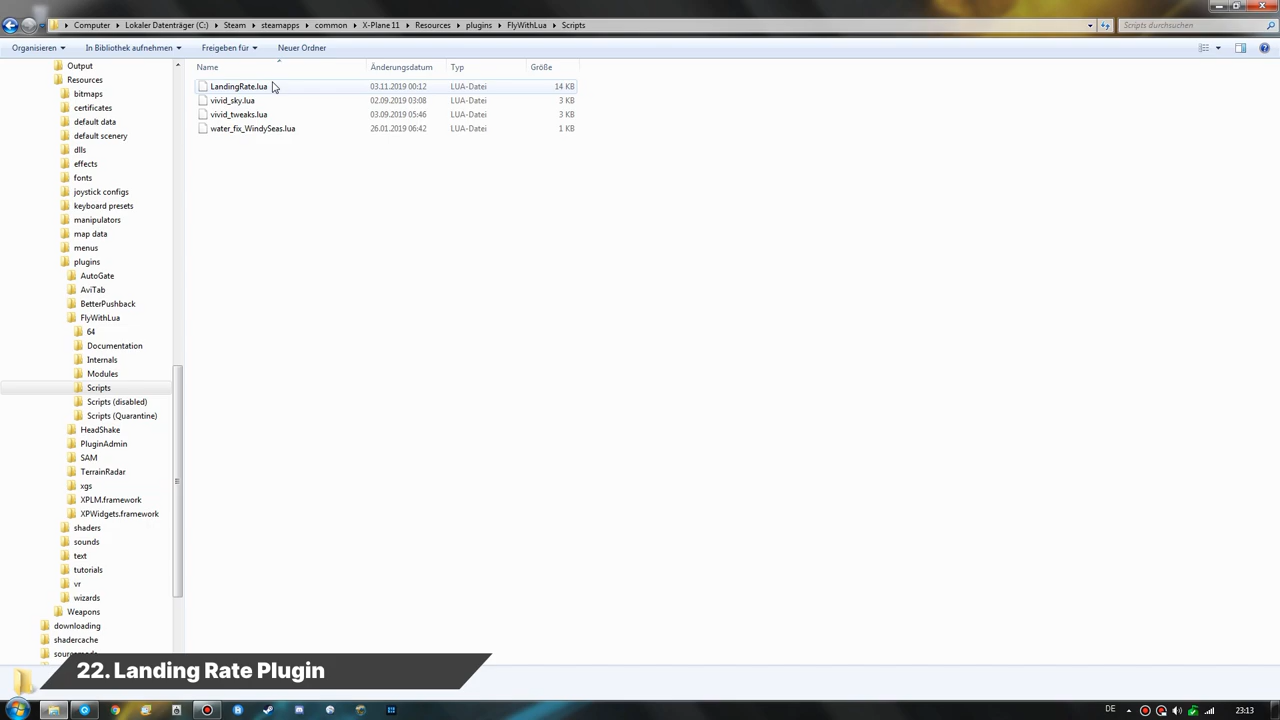 Computer ▸ Lokaler Datenträger (C:) ▸ Steam ▸ steamapps ▸ common ▸ X-Plane 11 ▸ Resources ▸ plugins ▸ FlyWithLua ▸ Scripts
Scripts durchsuchen
Organisieren In Bibliothek aufnehmen Freigeben für Neuer Ordner
Name Änderungsdatum Typ Größe
LandingRate.lua 03.11.2019 00:12 LUA-Datei 14 KB
vivid_sky.lua 02.09.2019 03:08 LUA-Datei 3 KB
vivid_tweaks.lua 03.09.2019 05:46 LUA-Datei 3 KB
water_fix_WindySeas.lua 26.01.2019 06:42 LUA-Datei 1 KB
Output
Resources
bitmaps
certificates
default data
default scenery
dlls
effects
fonts
joystick configs
keyboard presets
manipulators
map data
menus
plugins
AutoGate
AviTab
BetterPushback
FlyWithLua
64
Documentation
Internals
Modules
Scripts
Scripts (disabled)
Scripts (Quarantine)
HeadShake
PluginAdmin
SAM
TerrainRadar
xgs
XPLM.framework
XPWidgets.framework
shaders
sounds
text
tutorials
vr
wizards
Weapons
downloading
shadercache
22. Landing Rate Plugin
DE
23:13